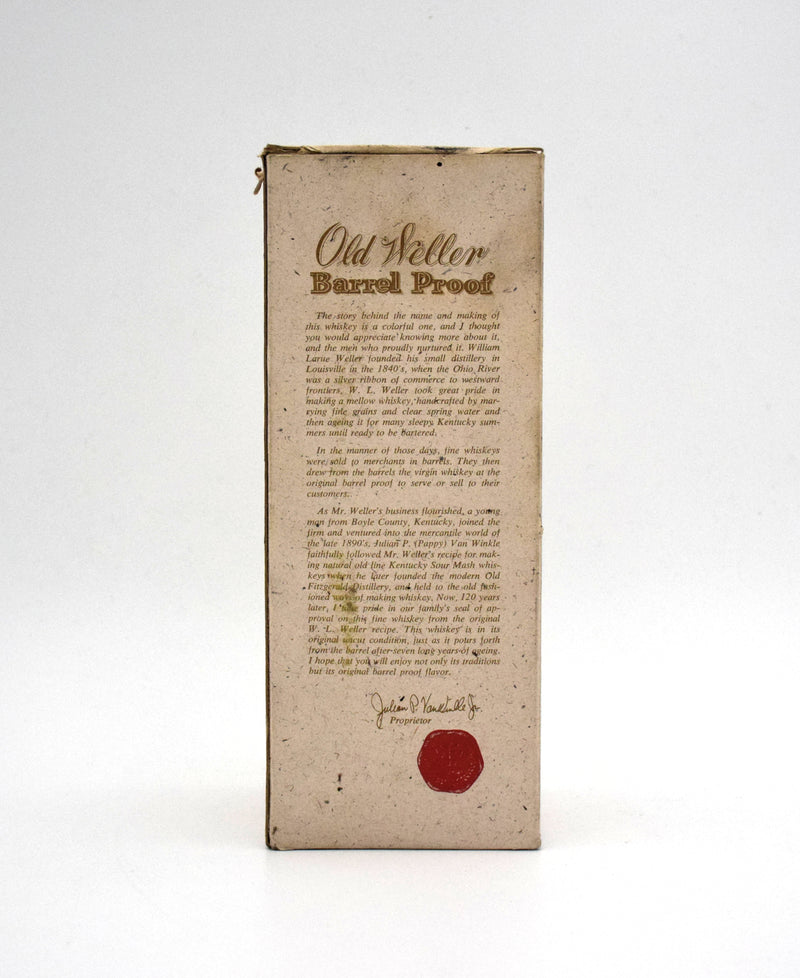 Old Weller
Barrel Proof
The story behind the name and making of
this whiskey is a colorful one, and I thought
you would appreciate knowing more about it,
and the men who proudly nurtured it. William
Larue Weller founded his small distillery in
Louisville in the 1840's, when the Ohio River
was a silver ribbon of commerce to westward
frontiers. W. L. Weller took great pride in
making a mellow whiskey, handcrafted by mar-
rying fine grains and clear spring water and
then ageing it for many sleepy Kentucky sum-
mers until ready to be bartered.
In the manner of those days, fine whiskeys
were sold to merchants in barrels. They then
drew from the barrels the virgin whiskey at the
original barrel proof to serve or sell to their
customers.
As Mr. Weller's business flourished, a young
man from Boyle County, Kentucky, joined the
firm and ventured into the mercantile world of
the late 1890's. Julian P. (Pappy) Van Winkle
faithfully followed Mr. Weller's recipe for mak-
ing natural old fine Kentucky Sour Mash whis-
keys when he later founded the modern Old
Fitzgerald Distillery, and held to the old fash-
ioned ways of making whiskey. Now, 120 years
later, I take pride in our family's seal of ap-
proval on this fine whiskey from the original
W. L. Weller recipe. This whiskey is in its
original uncut condition, just as it pours forth
from the barrel after seven long years of ageing.
I hope that you will enjoy not only its traditions
but its original barrel proof flavor.
Julian P. VanWinkle Jr.
Proprietor